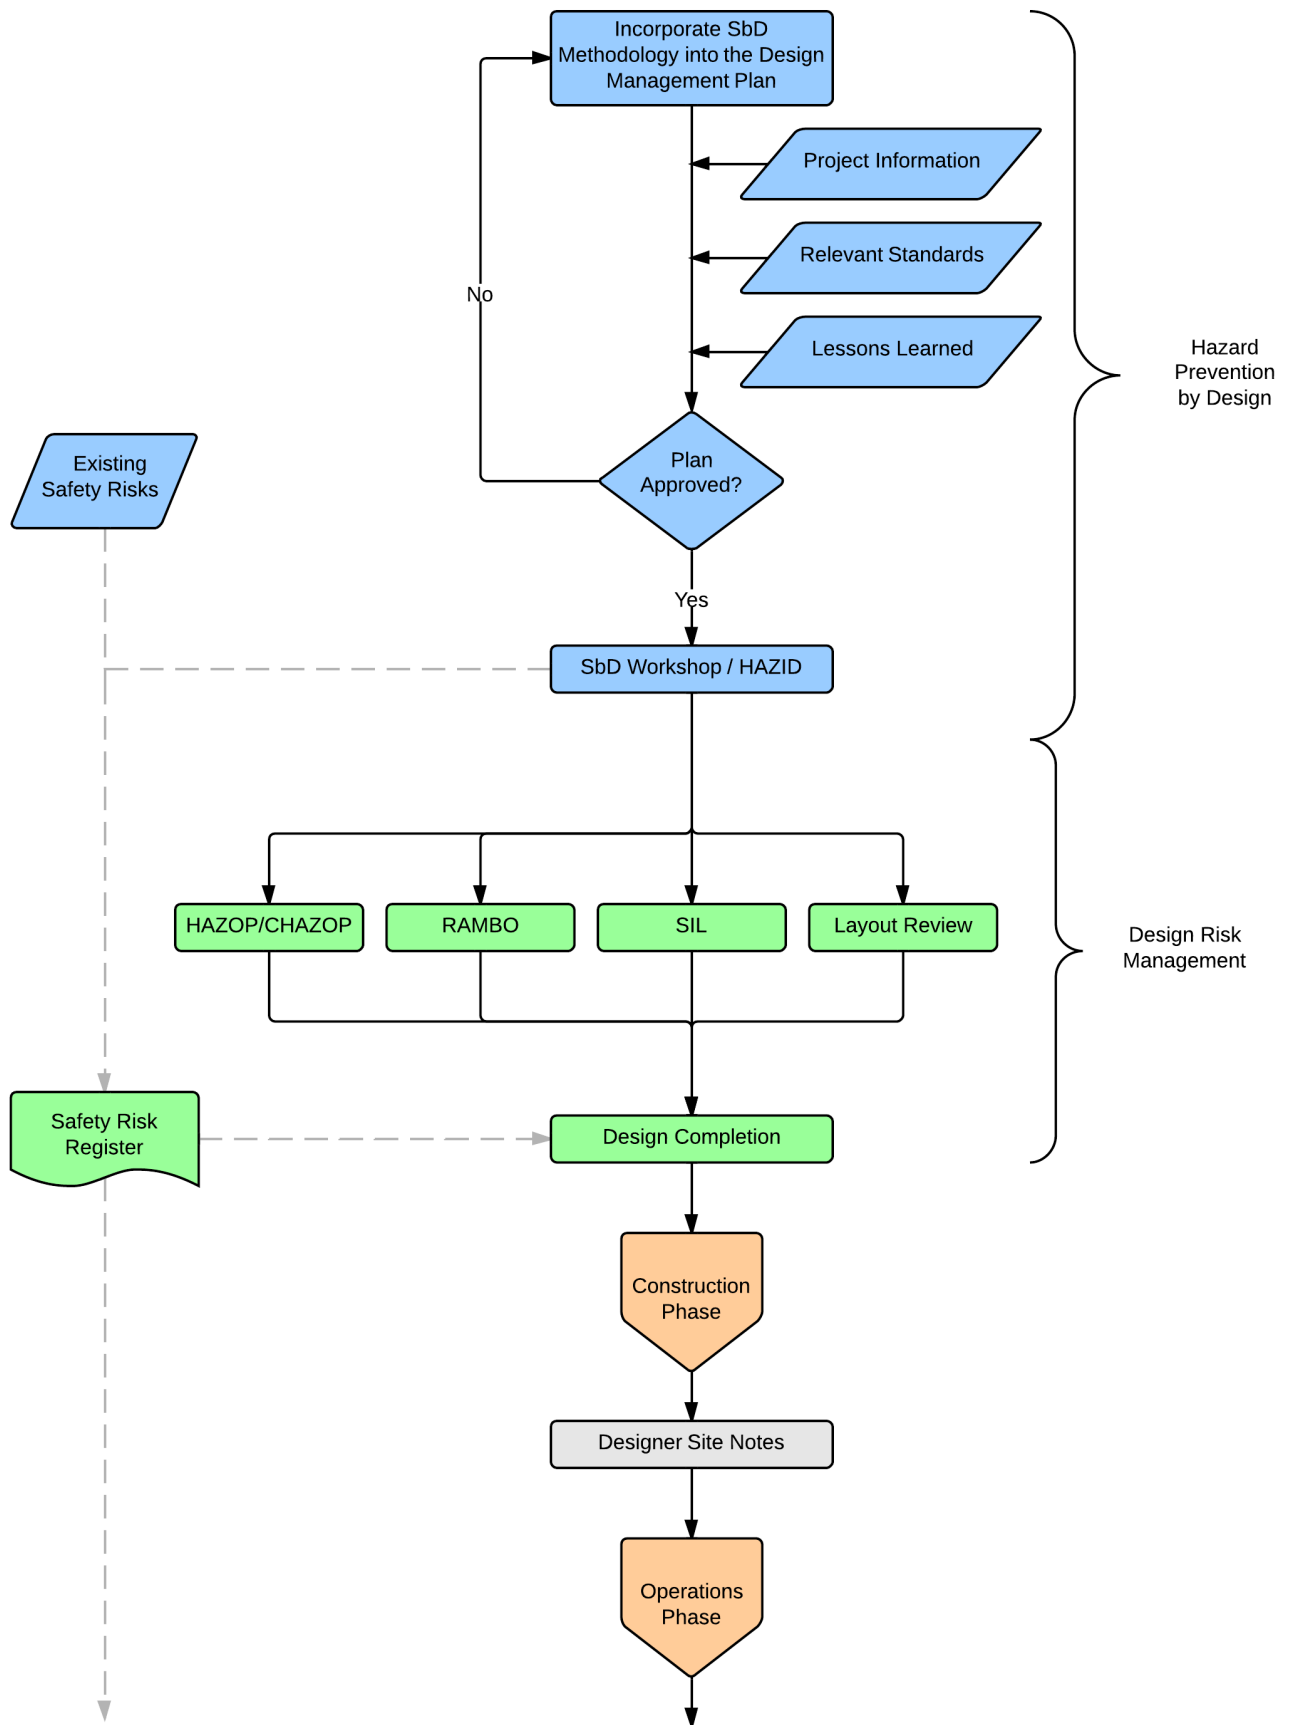 Incorporate SbD
Methodology into the Design
Management Plan
Project Information
Relevant Standards
No
Lessons Learned
Hazard
Prevention
by Design
Existing
Safety Risks
Plan
Approved?
Yes
SbD Workshop / HAZID
HAZOP/CHAZOP
RAMBO
SIL
Layout Review
Design Risk
Management
Safety Risk
Register
Design Completion
Construction
Phase
Designer Site Notes
Operations
Phase